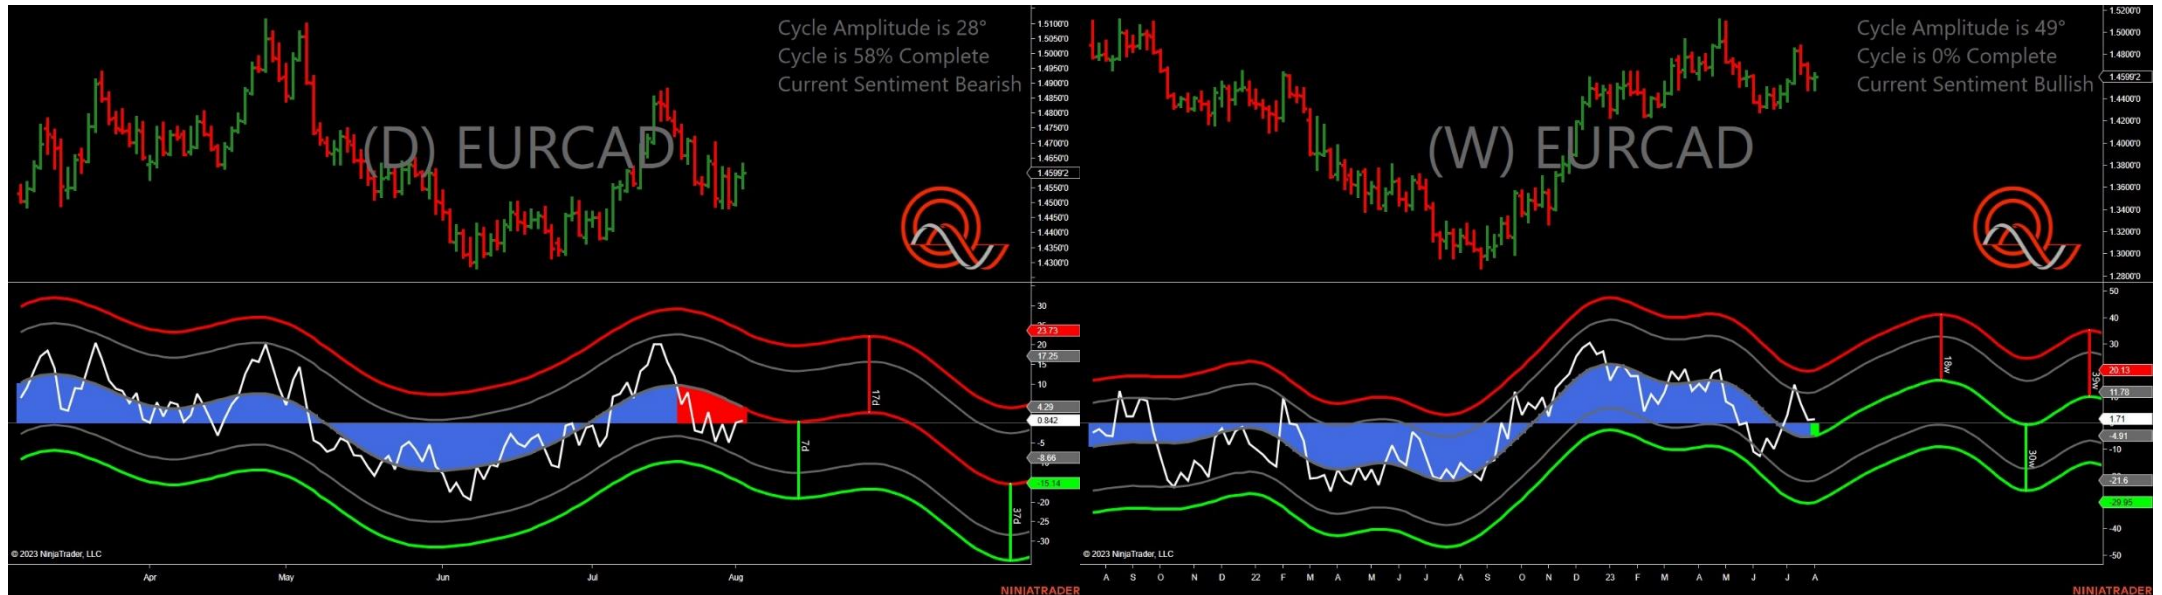 Cycle Amplitude is 28°
Cycle is 58% Complete
Current Sentiment Bearish
(D) EURCAD
1.5100'0
1.5050'0
1.5000'0
1.4950'0
1.4900'0
1.4850'0
1.4800'0
1.4750'0
1.4700'0
1.4650'0
1.4599'2
1.4550'0
1.4500'0
1.4450'0
1.4400'0
1.4350'0
1.4300'0
30
23.73
20
17.25
10
4.29
0.842
-5
-8.66
-15.14
-20
-25
-30
17d
7d
37d
© 2023 NinjaTrader, LLC
Apr May Jun Jul Aug
NINJATRADER
Cycle Amplitude is 49°
Cycle is 0% Complete
Current Sentiment Bullish
(W) EURCAD
1.5200'0
1.5000'0
1.4800'0
1.4599'2
1.4400'0
1.4200'0
1.4000'0
1.3800'0
1.3600'0
1.3400'0
1.3200'0
1.3000'0
1.2800'0
50
40
30
20.13
11.78
1.71
-4.91
-10
-21.6
-29.95
-40
-50
18w
39w
30w
© 2023 NinjaTrader, LLC
A S O N D 22 F M A M J J A S O N D 23 F M A M J J A
NINJATRADER